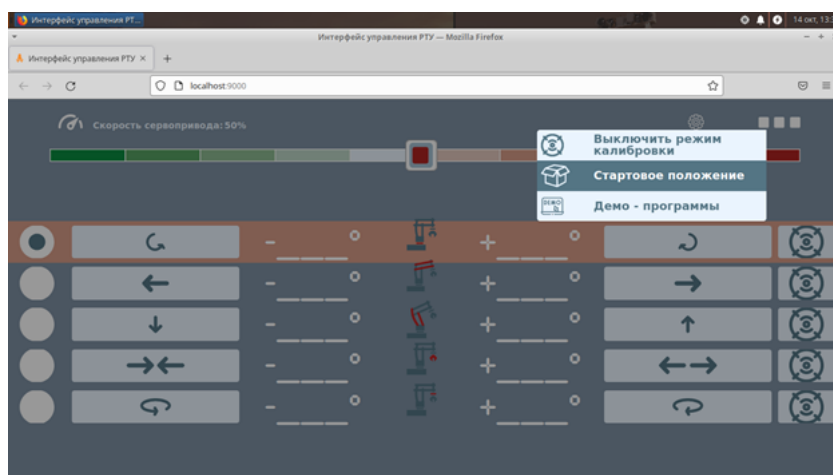 Интерфейс управления РТ...
14 окт, 13:
Интерфейс управления РТУ — Mozilla Firefox
Интерфейс управления РТУ
localhost:9000
Скорость сервопривода: 50%
Выключить режим
калибровки
Стартовое положение
DEMO
Демо - программы